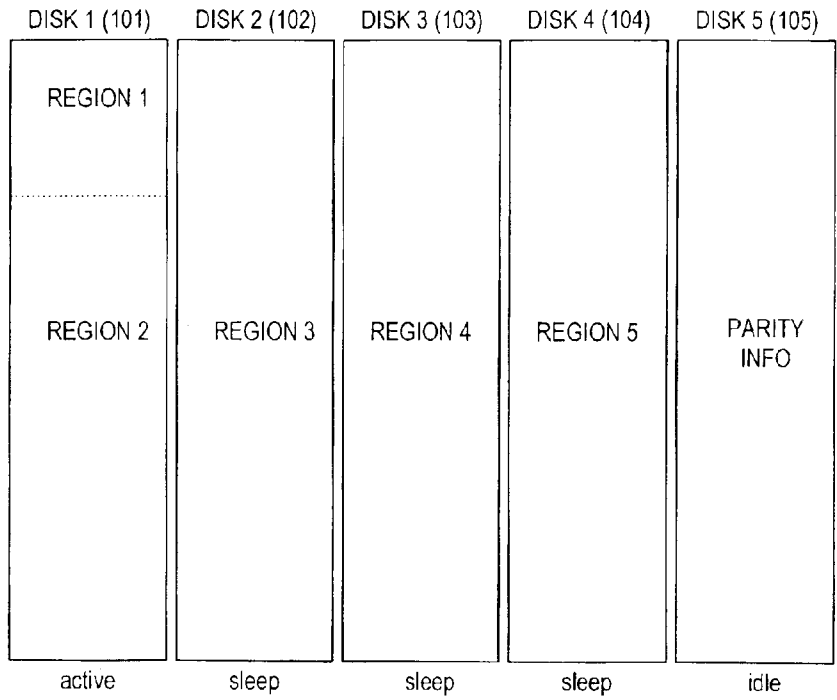 DISK 1 (101) DISK 2 (102) DISK 3 (103) DISK 4 (104) DISK 5 (105)
REGION 1
REGION 2 REGION 3 REGION 4 REGION 5 PARITY
INFO
active sleep sleep sleep idle